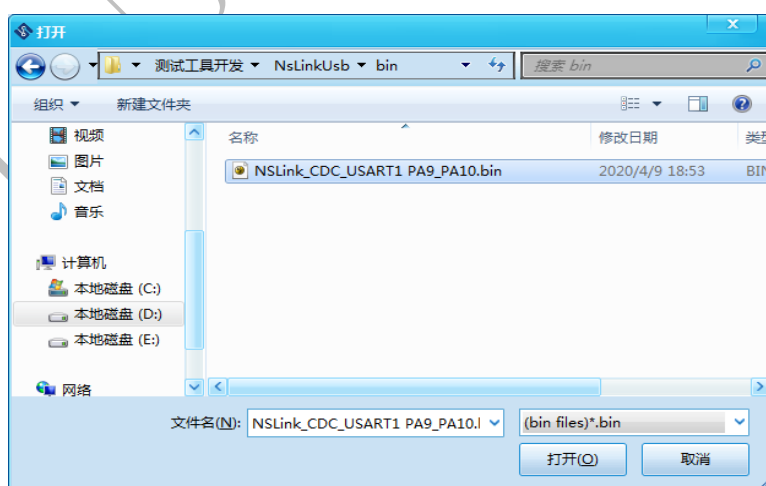 打开
测试工具开发 NsLinkUsb bin 搜索 bin
组织 新建文件夹
视频
图片
文档
音乐
计算机
本地磁盘 (C:)
本地磁盘 (D:)
本地磁盘 (E:)
网络
名称 修改日期 类型
NSLink_CDC_USART1 PA9_PA10.bin 2020/4/9 18:53 BIN
文件名(N): NSLink_CDC_USART1 PA9_PA10.l (bin files)*.bin
打开(O) 取消